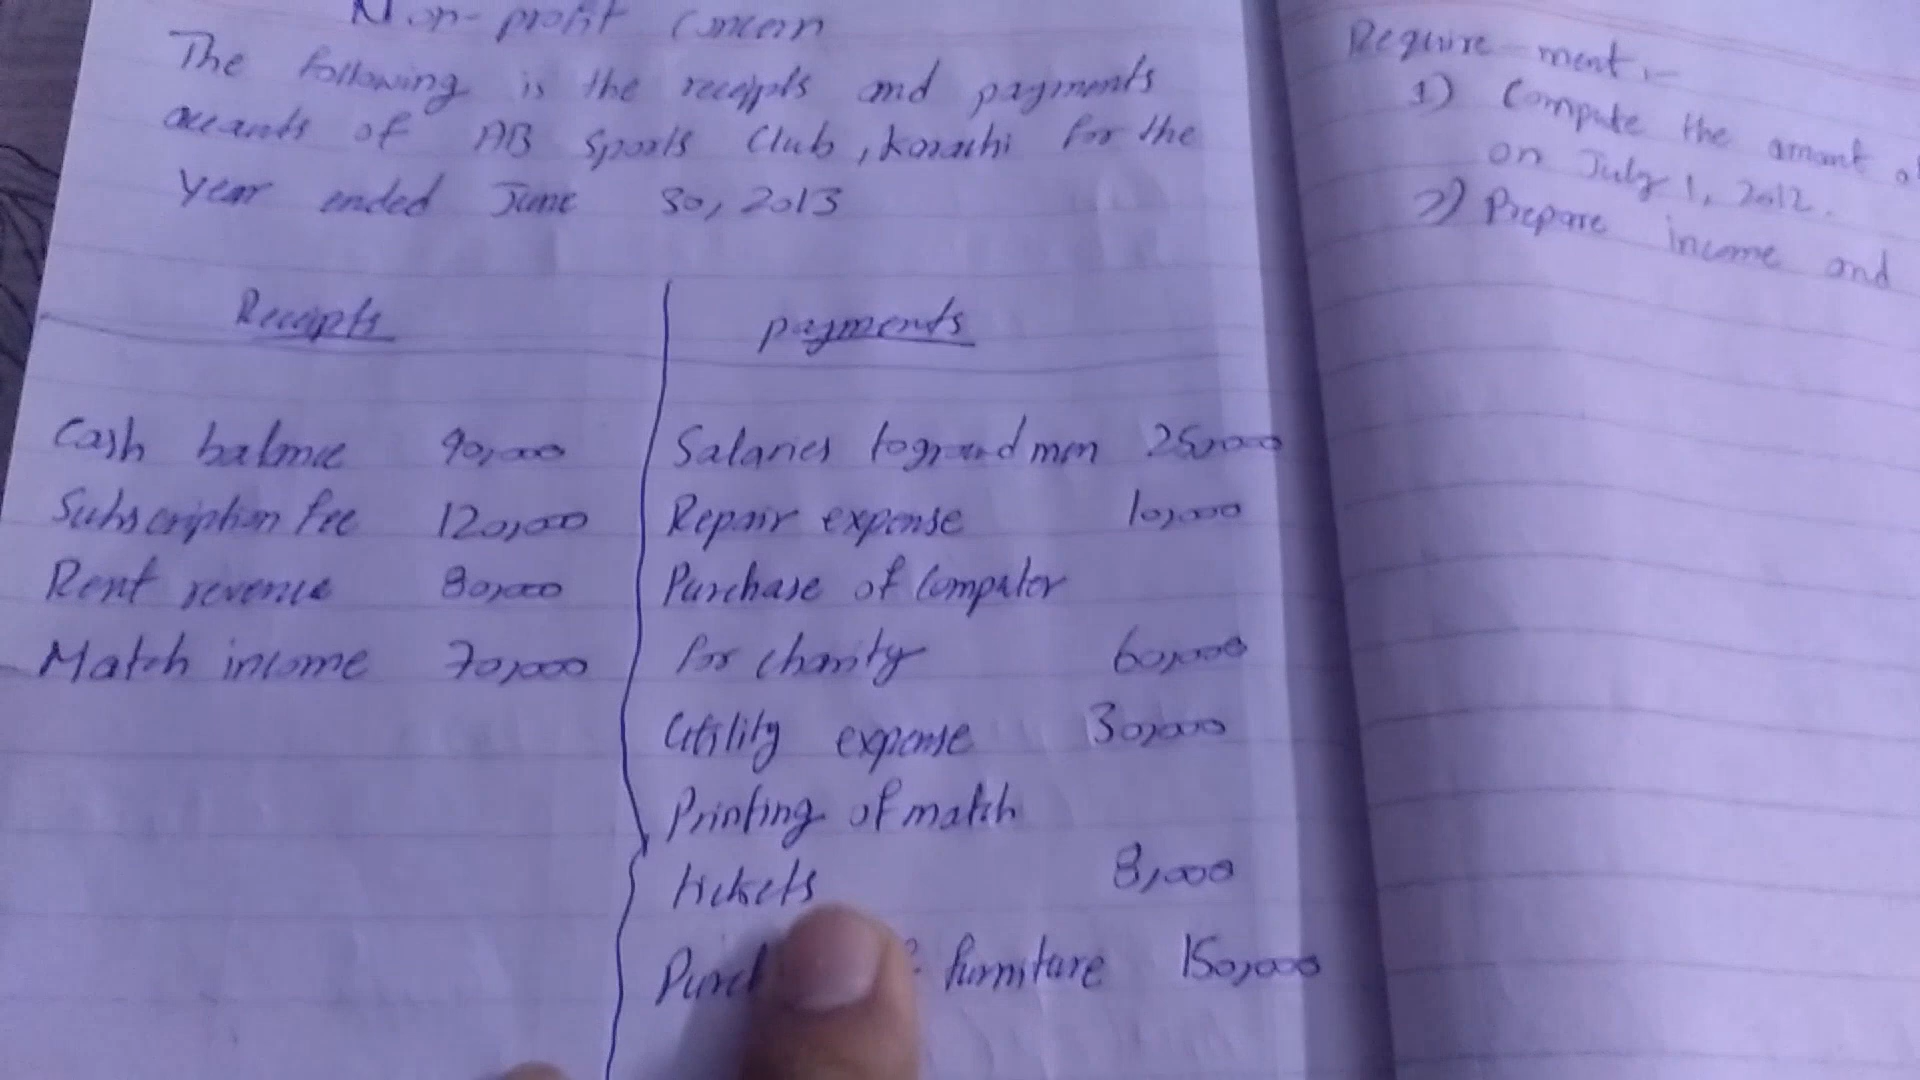 Non-profit concern
The following is the receipts and payments
accounts of AB Sports Club, Karachi for the
Year ended June 30, 2013
Receipts
payments
Cash balance 90,000
Salaries to ground men 25,000
Subscription fee 120,000
Repair expense 10,000
Rent revenue 80,000
Purchase of Computer
Match income 70,000
for charity 60,000
Utility expense 30,000
Printing of match
tickets 8,000
furniture 150,000
Require ment:-
1) Compute the amount
on July 1, 2012.
2) Prepare income and